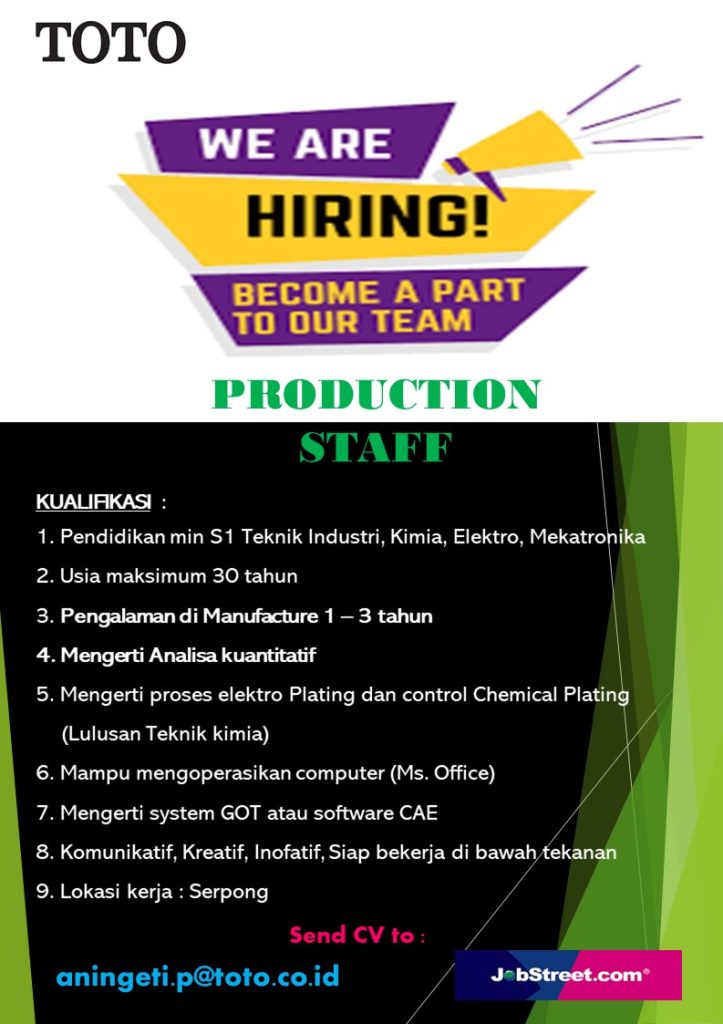 TOTO
WE ARE
HIRING!
BECOME A PART
TO OUR TEAM
PRODUCTION
STAFF
KUALIFIKASI :
1. Pendidikan min S1 Teknik Industri, Kimia, Elektro, Mekatronika
2. Usia maksimum 30 tahun
3. Pengalaman di Manufacture 1 – 3 tahun
4. Mengerti Analisa kuantitatif
5. Mengerti proses elektro Plating dan control Chemical Plating
(Lulusan Teknik kimia)
6. Mampu mengoperasikan computer (Ms. Office)
7. Mengerti system GOT atau software CAE
8. Komunikatif, Kreatif, Inofatif, Siap bekerja di bawah tekanan
9. Lokasi kerja : Serpong
Send CV to :
aningeti.p@toto.co.id
JobStreet.com®